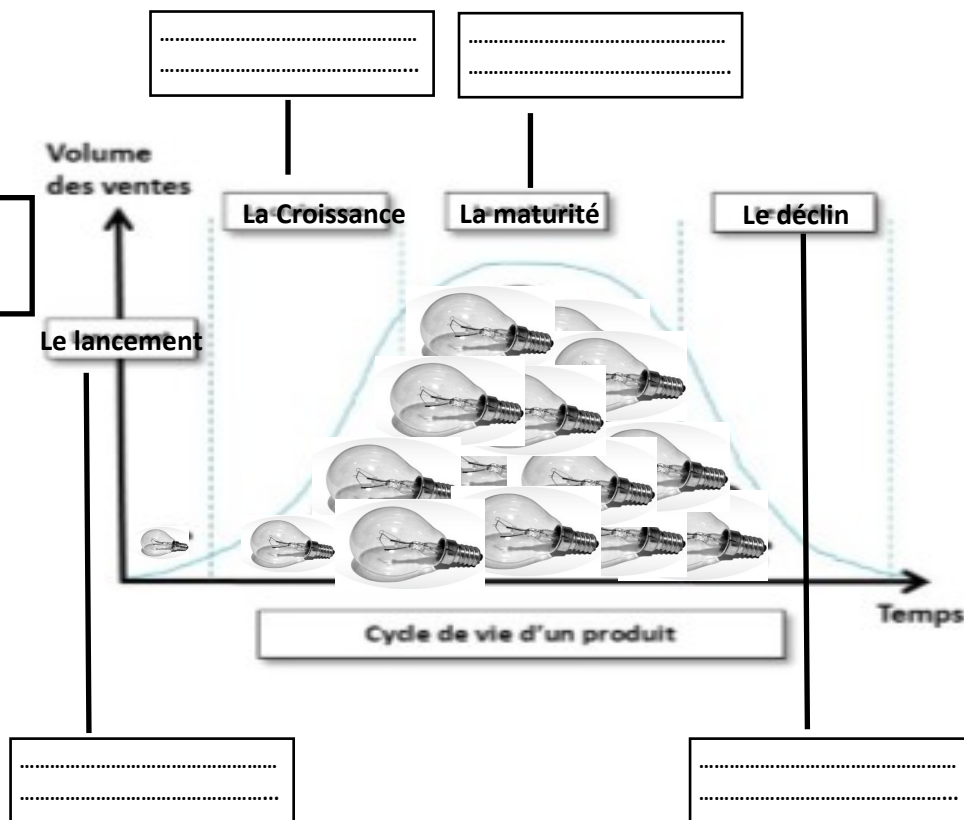 Volume
des ventes
La Croissance
La maturité
Le déclin
Le lancement
Temps
Cycle de vie d'un produit